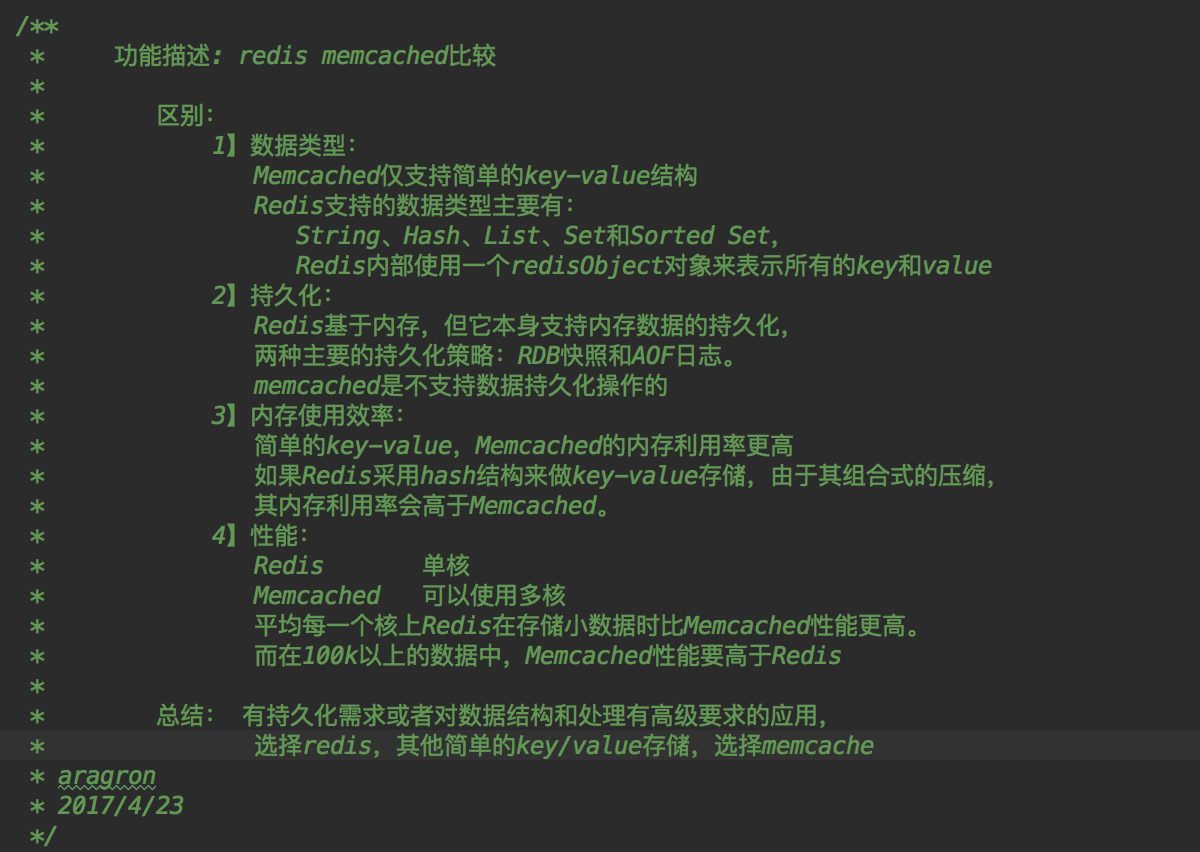 /**
* 功能描述: redis memcached比较
*
* 区别：
* 1】数据类型：
* Memcached仅支持简单的key-value结构
* Redis支持的数据类型主要有：
* String、Hash、List、Set和Sorted Set，
* Redis内部使用一个redisObject对象来表示所有的key和value
* 2】持久化：
* Redis基于内存，但它本身支持内存数据的持久化，
* 两种主要的持久化策略：RDB快照和AOF日志。
* memcached是不支持数据持久化操作的
* 3】内存使用效率：
* 简单的key-value，Memcached的内存利用率更高
* 如果Redis采用hash结构来做key-value存储，由于其组合式的压缩，
* 其内存利用率会高于Memcached。
* 4】性能：
* Redis 单核
* Memcached 可以使用多核
* 平均每一个核上Redis在存储小数据时比Memcached性能更高。
* 而在100k以上的数据中，Memcached性能要高于Redis
*
* 总结： 有持久化需求或者对数据结构和处理有高级要求的应用，
* 选择redis，其他简单的key/value存储，选择memcache
* aragron
* 2017/4/23
*/